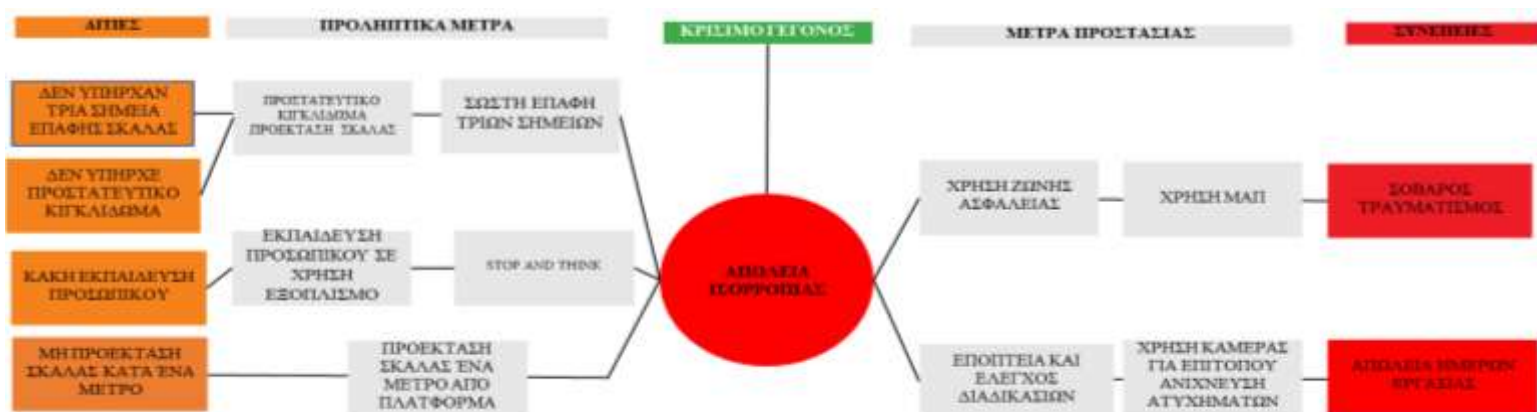 ΑΙΤΙΕΣ
ΠΡΟΛΗΠΤΙΚΑ ΜΕΤΡΑ
ΚΡΙΣΙΜΟ ΓΕΓΟΝΟΣ
ΜΕΤΡΑ ΠΡΟΣΤΑΣΙΑΣ
ΣΥΝΕΠΕΙΕΣ
ΔΕΝ ΥΠΗΡΧΑΝ
ΤΡΙΑ ΣΗΜΕΙΑ
ΕΠΑΦΗΣ ΣΚΑΛΑΣ
ΠΡΟΣΤΑΤΕΥΤΙΚΟ
ΚΙΓΚΛΙΔΩΜΑ
ΠΡΟΕΚΤΑΣΗ ΣΚΑΛΑΣ
ΣΩΣΤΗ ΕΠΑΦΗ
ΤΡΙΩΝ ΣΗΜΕΙΩΝ
ΔΕΝ ΥΠΗΡΧΕ
ΠΡΟΣΤΑΤΕΥΤΙΚΟ
ΚΙΓΚΛΙΔΩΜΑ
ΚΑΚΗ ΕΚΠΑΙΔΕΥΣΗ
ΠΡΟΣΩΠΙΚΟΥ
ΕΚΠΑΙΔΕΥΣΗ
ΠΡΟΣΩΠΙΚΟΥ ΣΕ
ΧΡΗΣΗ
ΕΞΟΠΛΙΣΜΟ
STOP AND THINK
ΜΗ ΠΡΟΕΚΤΑΣΗ
ΣΚΑΛΑΣ ΚΑΤΑ ΈΝΑ
ΜΕΤΡΟ
ΠΡΟΕΚΤΑΣΗ
ΣΚΑΛΑΣ ΈΝΑ
ΜΕΤΡΟ ΑΠΟ
ΠΛΑΤΦΟΡΜΑ
ΑΠΩΛΕΙΑ
ΙΣΟΡΡΟΠΙΑΣ
ΧΡΗΣΗ ΖΩΝΗΣ
ΑΣΦΑΛΕΙΑΣ
ΧΡΗΣΗ ΜΑΠ
ΣΟΒΑΡΟΣ
ΤΡΑΥΜΑΤΙΣΜΟΣ
ΕΠΟΠΤΕΙΑ ΚΑΙ
ΕΛΕΓΧΟΣ
ΔΙΑΔΙΚΑΣΙΩΝ
ΧΡΗΣΗ ΚΑΜΕΡΑΣ
ΓΙΑ ΕΠΙΤΟΠΟΥ
ΑΝΙΧΝΕΥΣΗ
ΑΤΥΧΗΜΑΤΩΝ
ΑΠΩΛΕΙΑ ΗΜΕΡΩΝ
ΕΡΓΑΣΙΑΣ